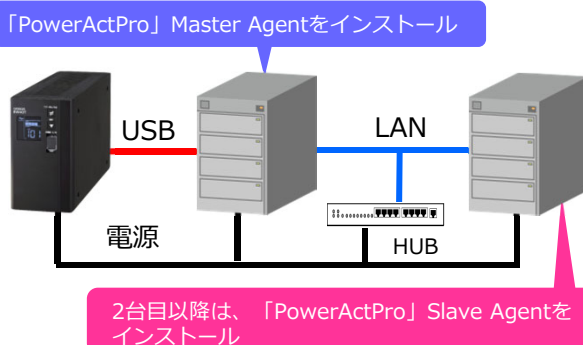 「PowerActPro」Master Agentをインストール
USB
LAN
電源
HUB
2台目以降は、「PowerActPro」Slave Agentを
インストール